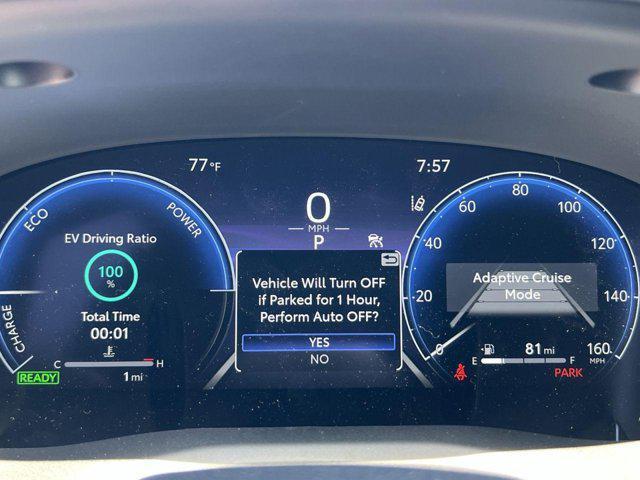 77°F
7:57
ECO
POWER
CHARGE
EV Driving Ratio
100
%
Total Time
00:01
C H
READY
1 mi
0
MPH
P
Vehicle Will Turn OFF
if Parked for 1 Hour,
Perform Auto OFF?
YES
NO
0
20
40
60
80
100
120
140
160
MPH
Adaptive Cruise
Mode
81 mi
E F
PARK